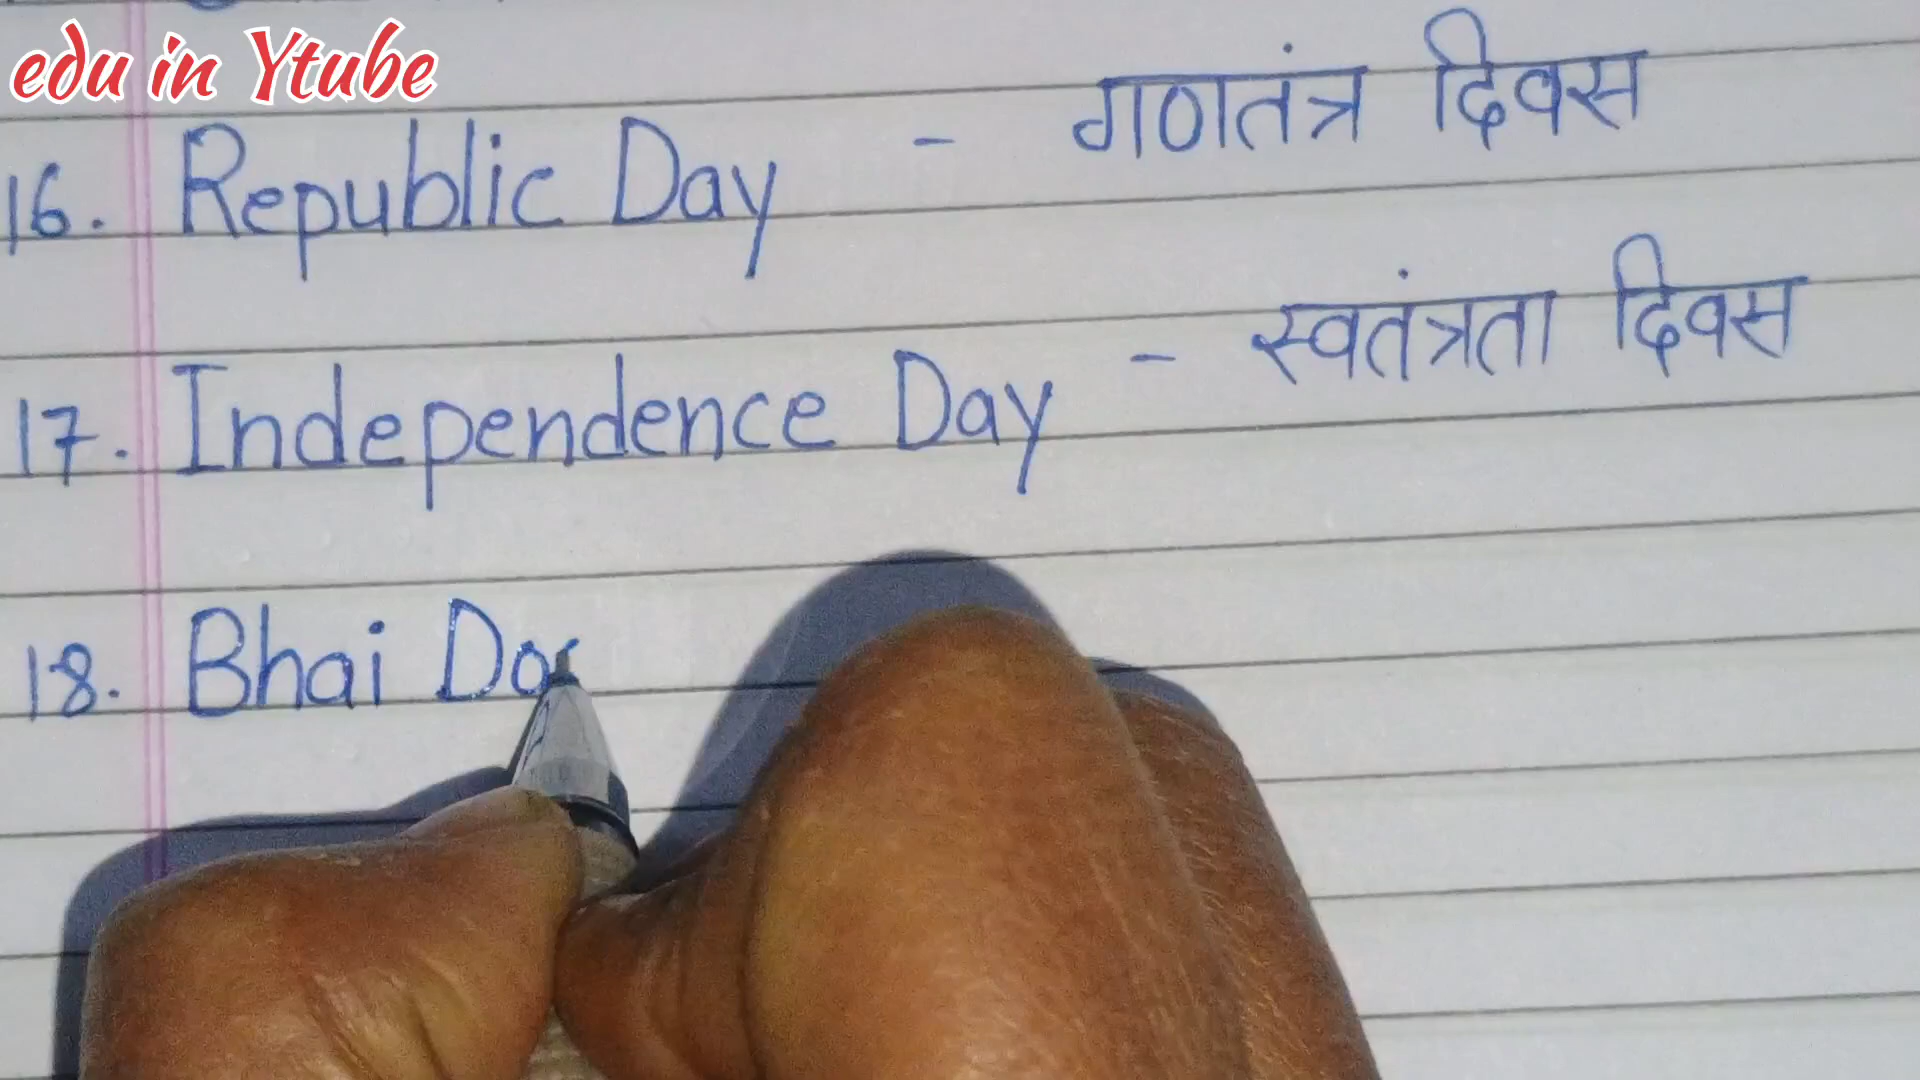 edu in Ytube
16. Republic Day - गणतंत्र दिवस
17. Independence Day - स्वतंत्रता दिवस
18. Bhai